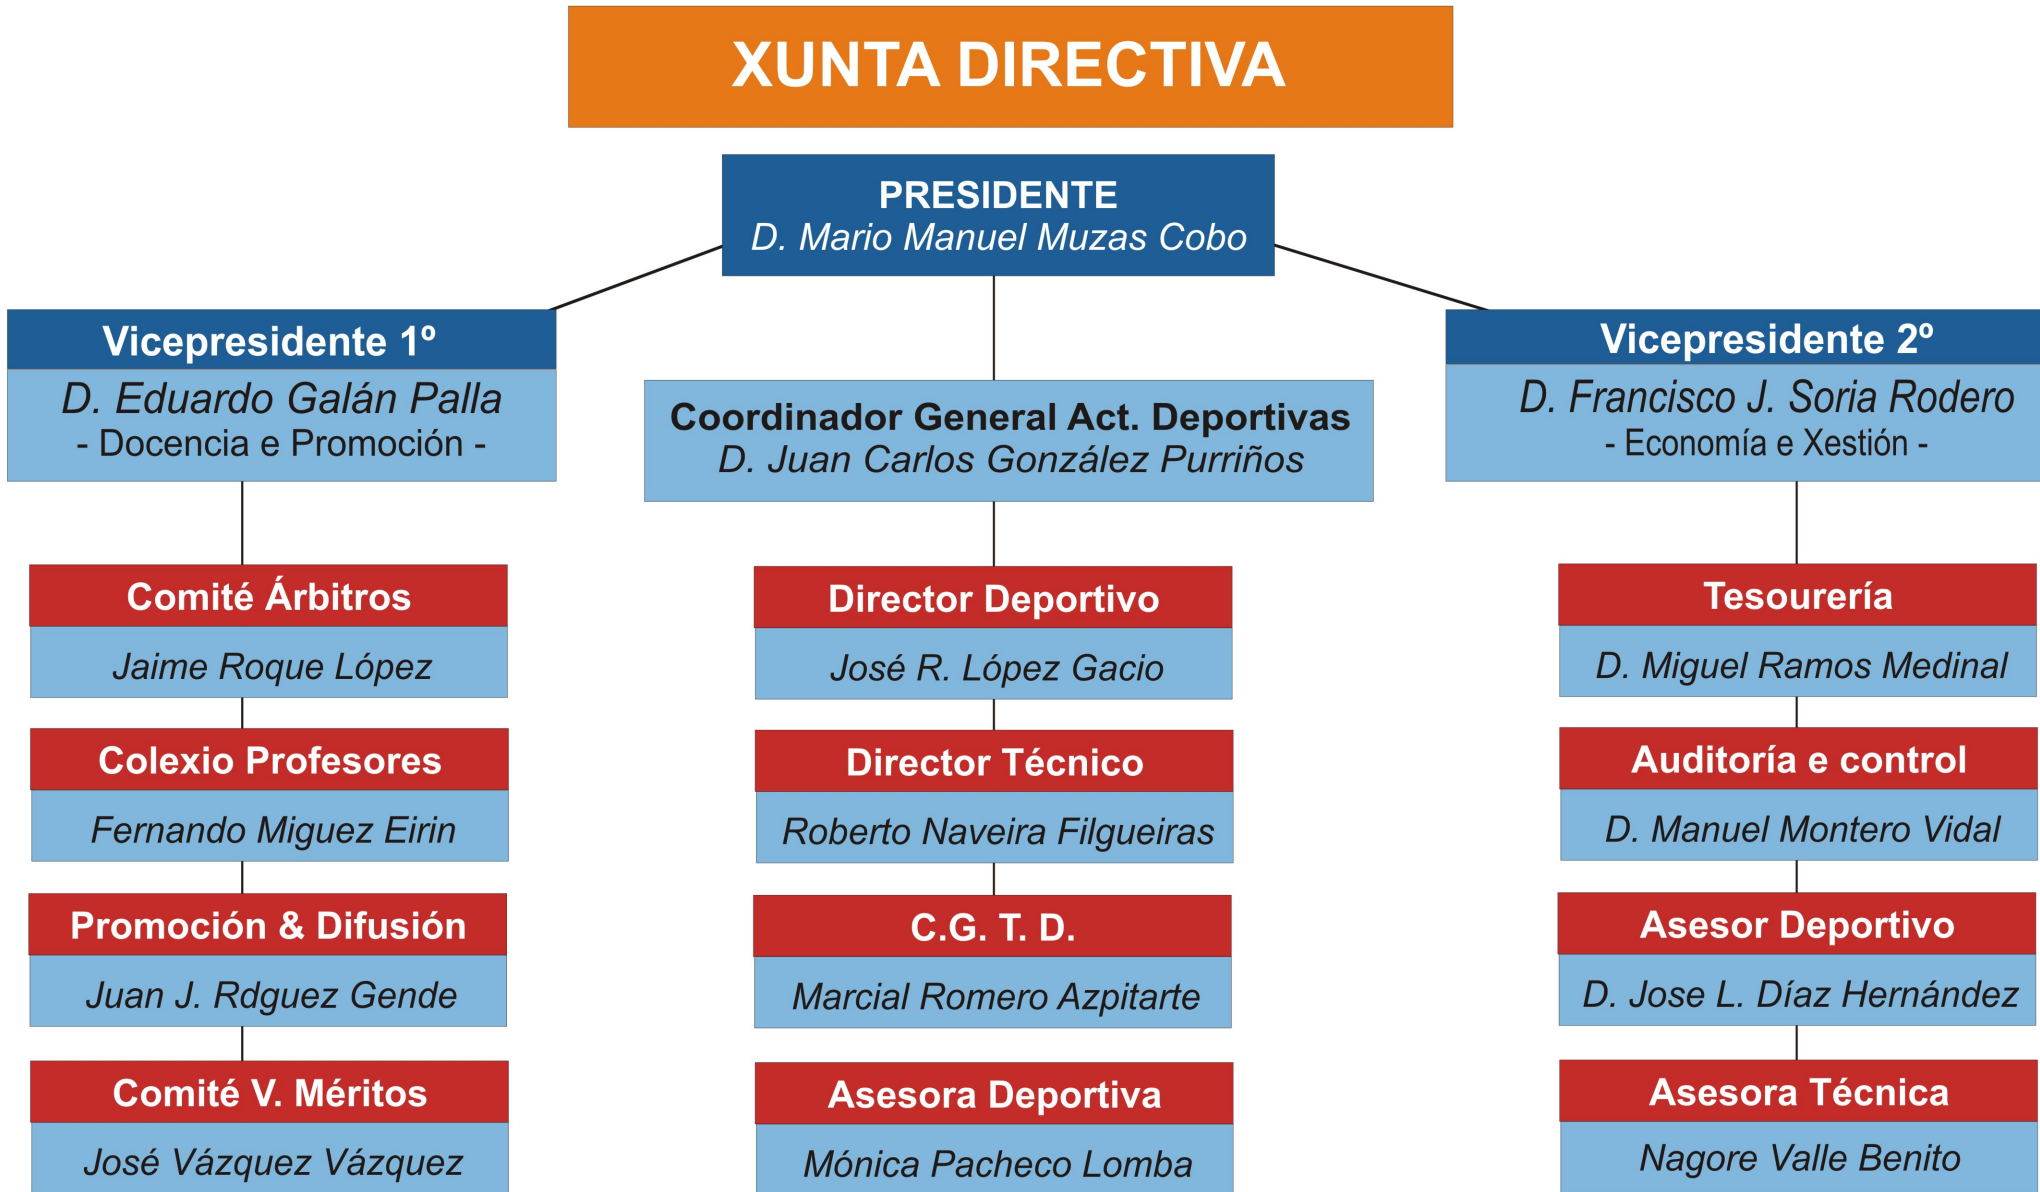 XUNTA DIRECTIVA
PRESIDENTE
D. Mario Manuel Muzas Cobo
Vicepresidente 1º
D. Eduardo Galán Palla
- Docencia e Promoción -
Coordinador General Act. Deportivas
D. Juan Carlos González Purriños
Vicepresidente 2º
D. Francisco J. Soria Rodero
- Economía e Xestión -
Comité Árbitros
Jaime Roque López
Colexio Profesores
Fernando Miguez Eirin
Promoción & Difusión
Juan J. Rdguez Gende
Comité V. Méritos
José Vázquez Vázquez
Director Deportivo
José R. López Gacio
Director Técnico
Roberto Naveira Filgueiras
C.G. T. D.
Marcial Romero Azpitarte
Asesora Deportiva
Mónica Pacheco Lomba
Tesourería
D. Miguel Ramos Medinal
Auditoría e control
D. Manuel Montero Vidal
Asesor Deportivo
D. Jose L. Díaz Hernández
Asesora Técnica
Nagore Valle Benito